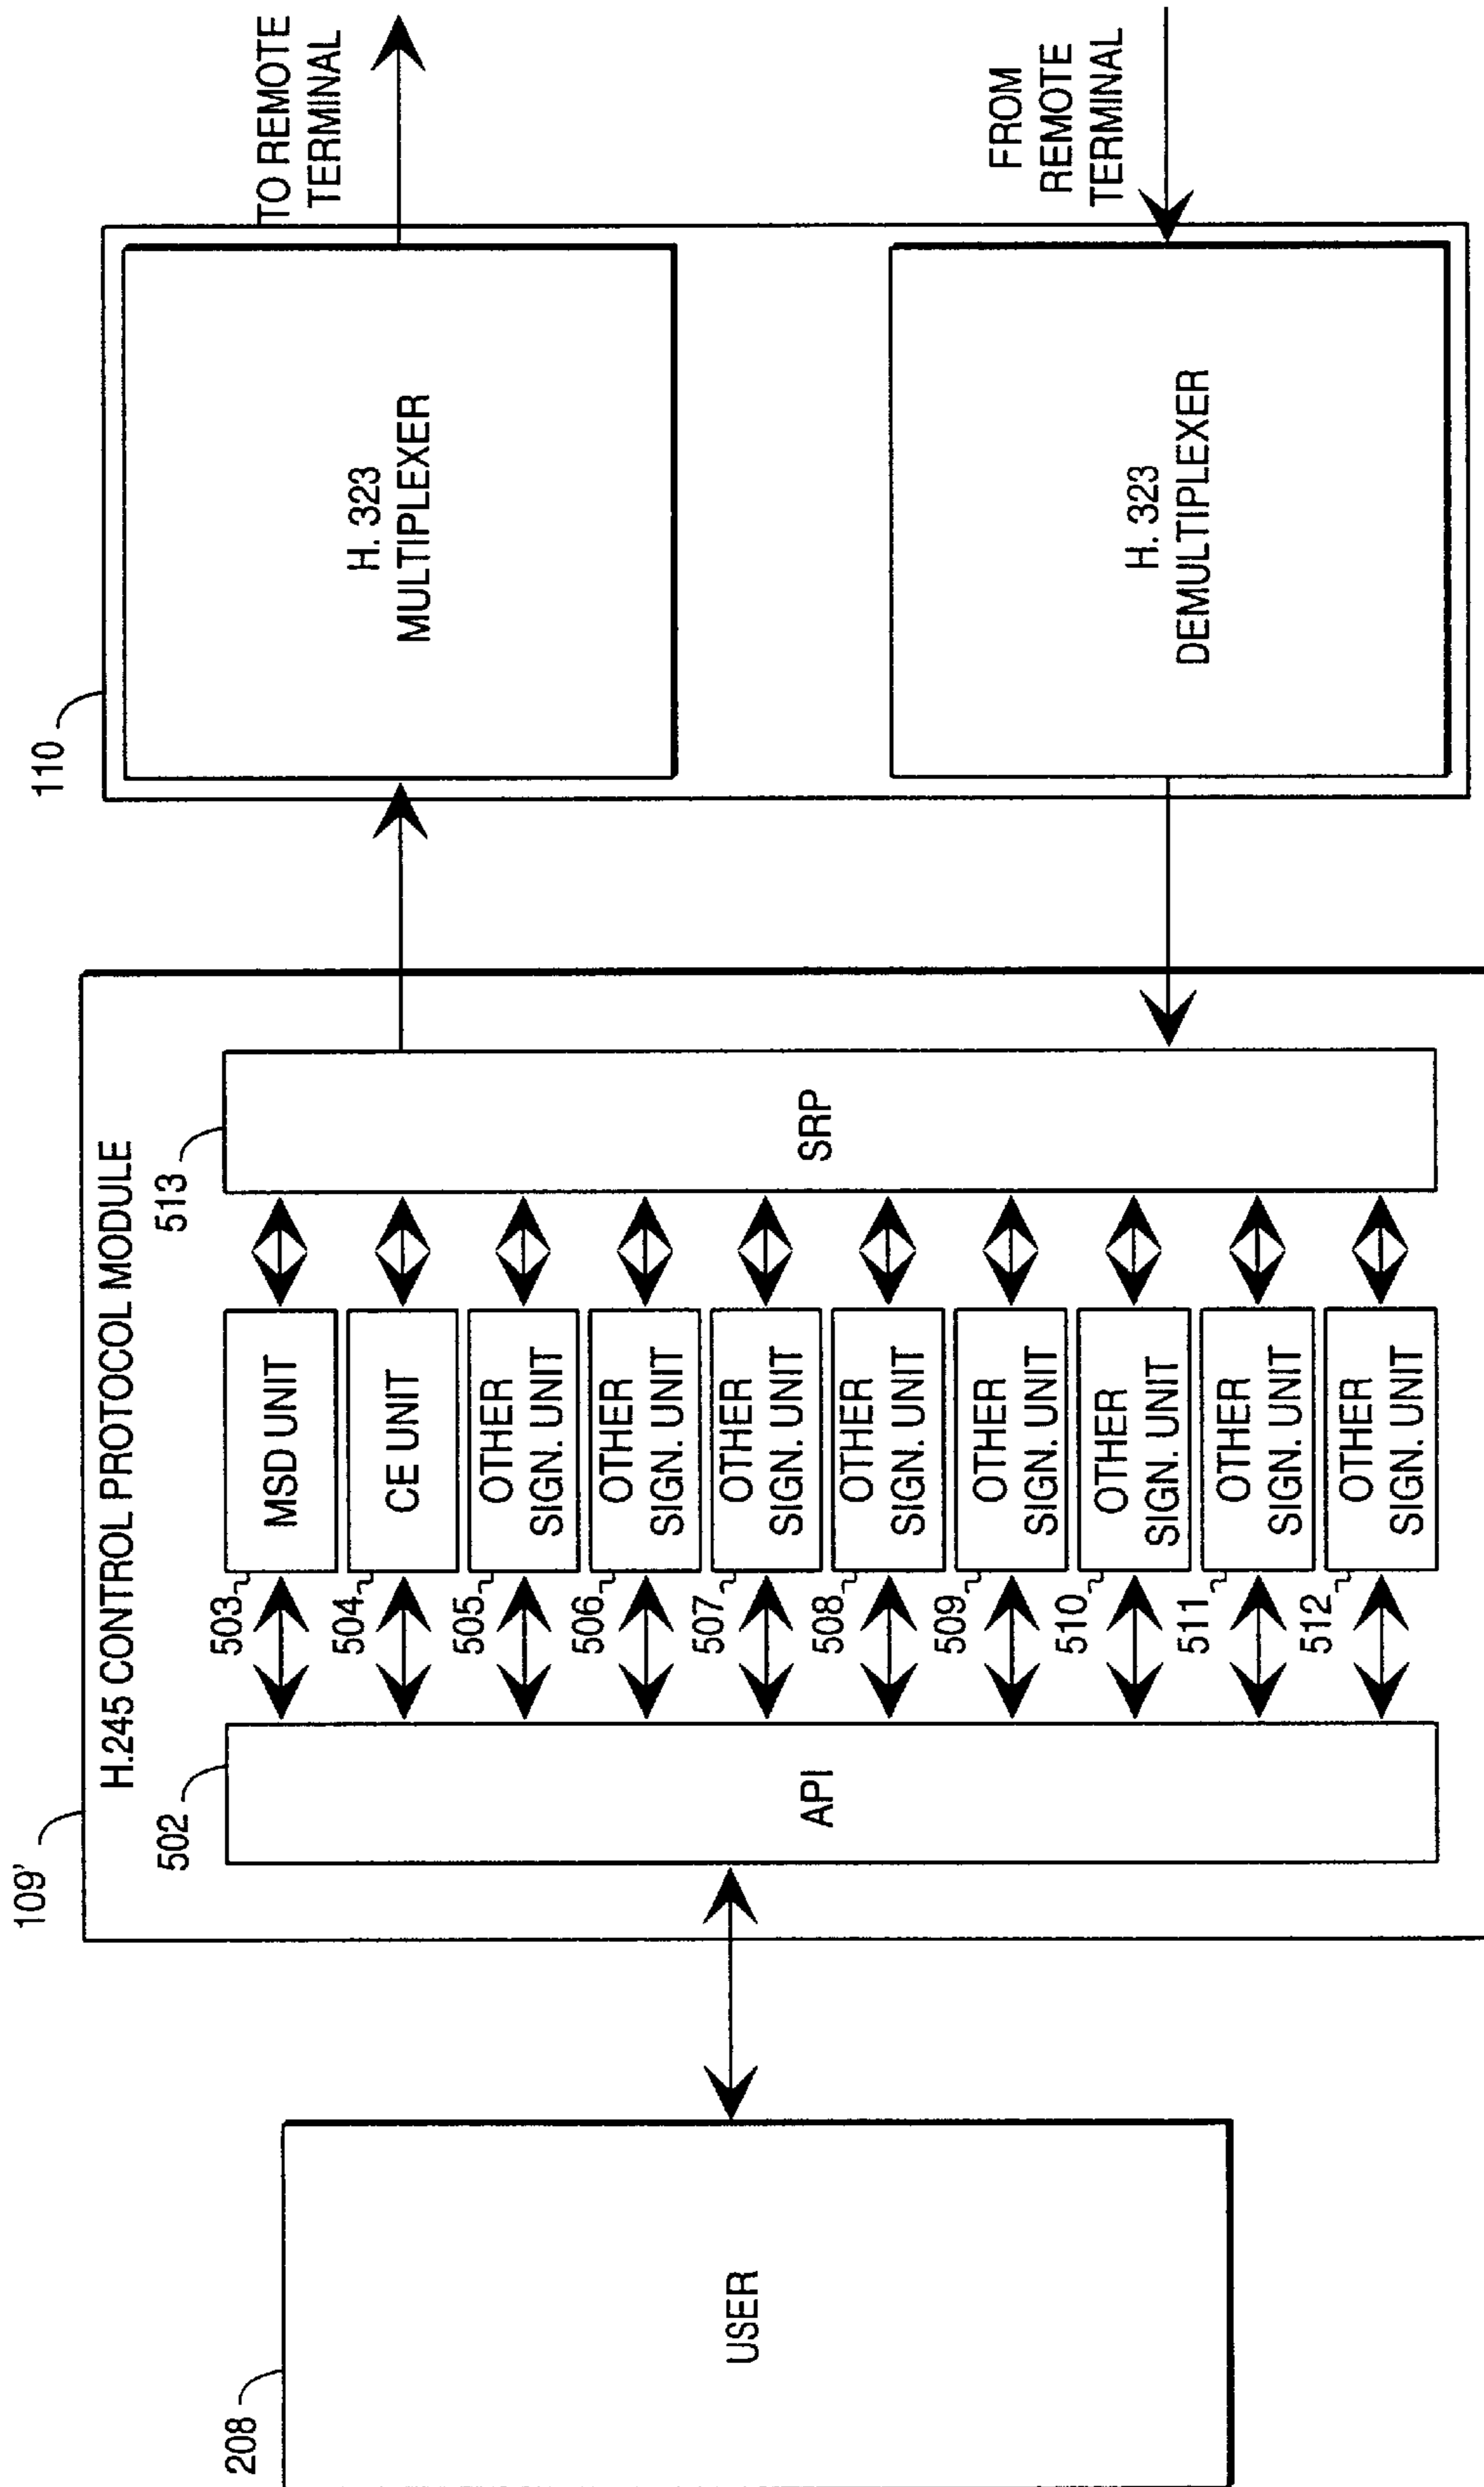 208
USER
109'
H.245 CONTROL PROTOCOL MODULE
502
API
503
MSD UNIT
504
CE UNIT
505
OTHER
SIGN. UNIT
506
OTHER
SIGN. UNIT
507
OTHER
SIGN. UNIT
508
OTHER
SIGN. UNIT
509
OTHER
SIGN. UNIT
510
OTHER
SIGN. UNIT
511
OTHER
SIGN. UNIT
512
OTHER
SIGN. UNIT
513
SRP
110
H. 323
MULTIPLEXER
H. 323
DEMULTIPLEXER
TO REMOTE
TERMINAL
FROM
REMOTE
TERMINAL